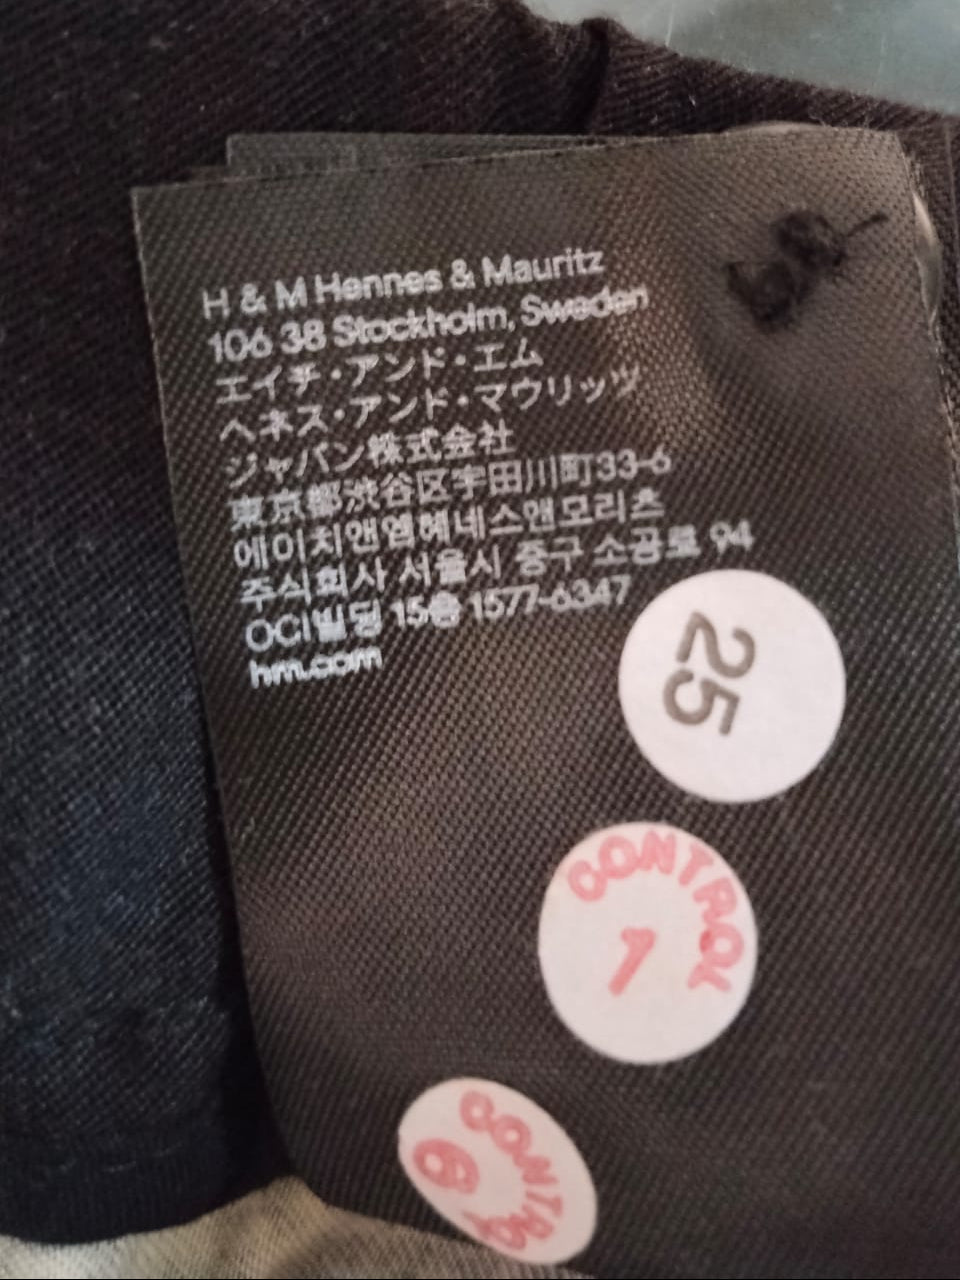 H & M Hennes & Mauritz
106 38 Stockholm, Sweden
エイチ・アンド・エム
ヘネス・アンド・マウリッツ
ジャパン株式会社
東京都渋谷区宇田川町33-6
에이치앤엠헤네스앤모리츠
주식회사 서울시 중구 소공로 94
OCI빌딩 15층 1577-6347
hm.com
25
CONTROL
1
CONTROL
6